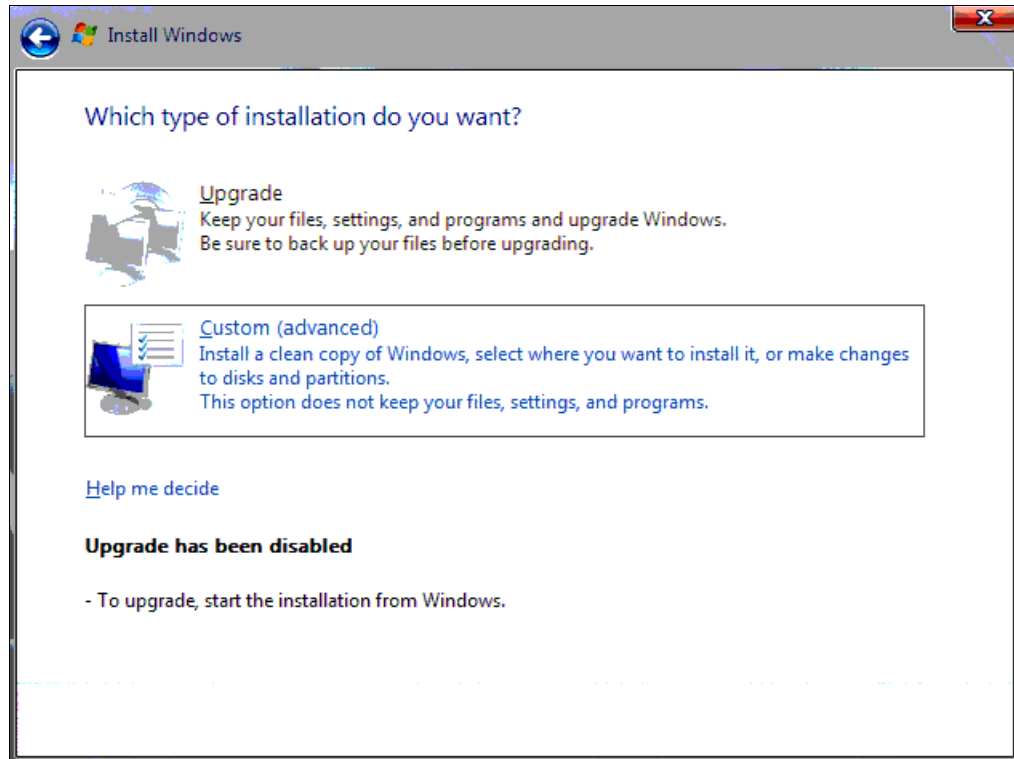 Install Windows
Which type of installation do you want?
Upgrade
Keep your files, settings, and programs and upgrade Windows.
Be sure to back up your files before upgrading.
Custom (advanced)
Install a clean copy of Windows, select where you want to install it, or make changes
to disks and partitions.
This option does not keep your files, settings, and programs.
Help me decide
Upgrade has been disabled
- To upgrade, start the installation from Windows.